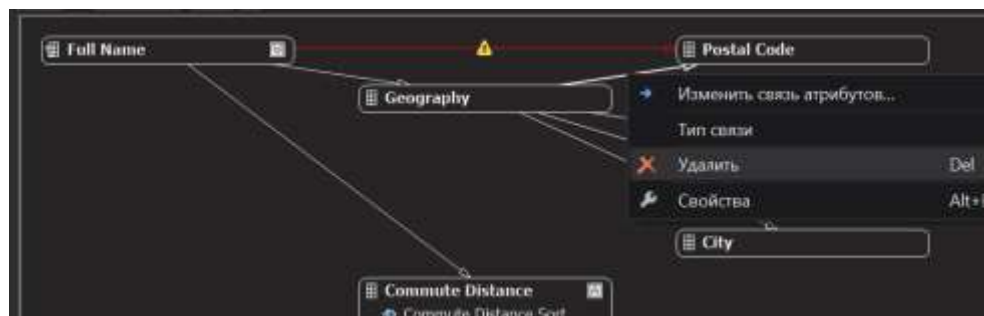 Full Name
Postal Code
Geography
Изменить связь атрибутов...
Тип связи
Удалить Del
Свойства
City
Commute Distance
Commute Distance Sort